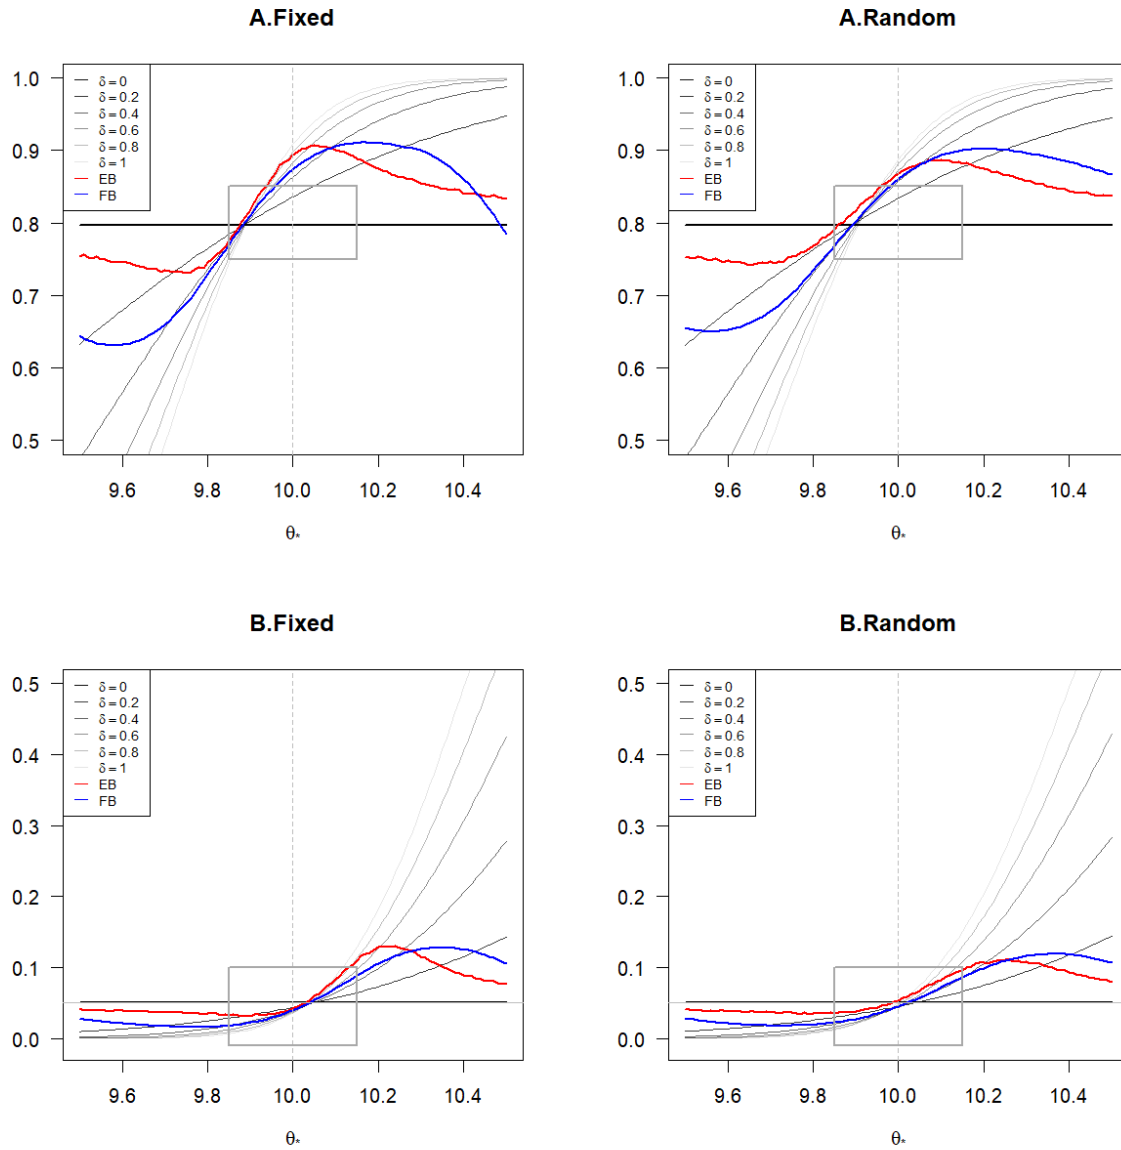 A.Fixed
1.0
0.9
0.8
0.7
0.6
0.5
δ = 0
δ = 0.2
δ = 0.4
δ = 0.6
δ = 0.8
δ = 1
EB
FB
9.6 9.8 10.0 10.2 10.4
θ*
A.Random
1.0
0.9
0.8
0.7
0.6
0.5
δ = 0
δ = 0.2
δ = 0.4
δ = 0.6
δ = 0.8
δ = 1
EB
FB
9.6 9.8 10.0 10.2 10.4
θ*
B.Fixed
0.5
0.4
0.3
0.2
0.1
0.0
δ = 0
δ = 0.2
δ = 0.4
δ = 0.6
δ = 0.8
δ = 1
EB
FB
9.6 9.8 10.0 10.2 10.4
θ*
B.Random
0.5
0.4
0.3
0.2
0.1
0.0
δ = 0
δ = 0.2
δ = 0.4
δ = 0.6
δ = 0.8
δ = 1
EB
FB
9.6 9.8 10.0 10.2 10.4
θ*